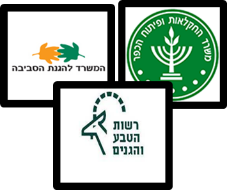 המשרד להגנת הסביבה
משרד החקלאות ופיתוח הכפר
רשות
הטבע
והגנים